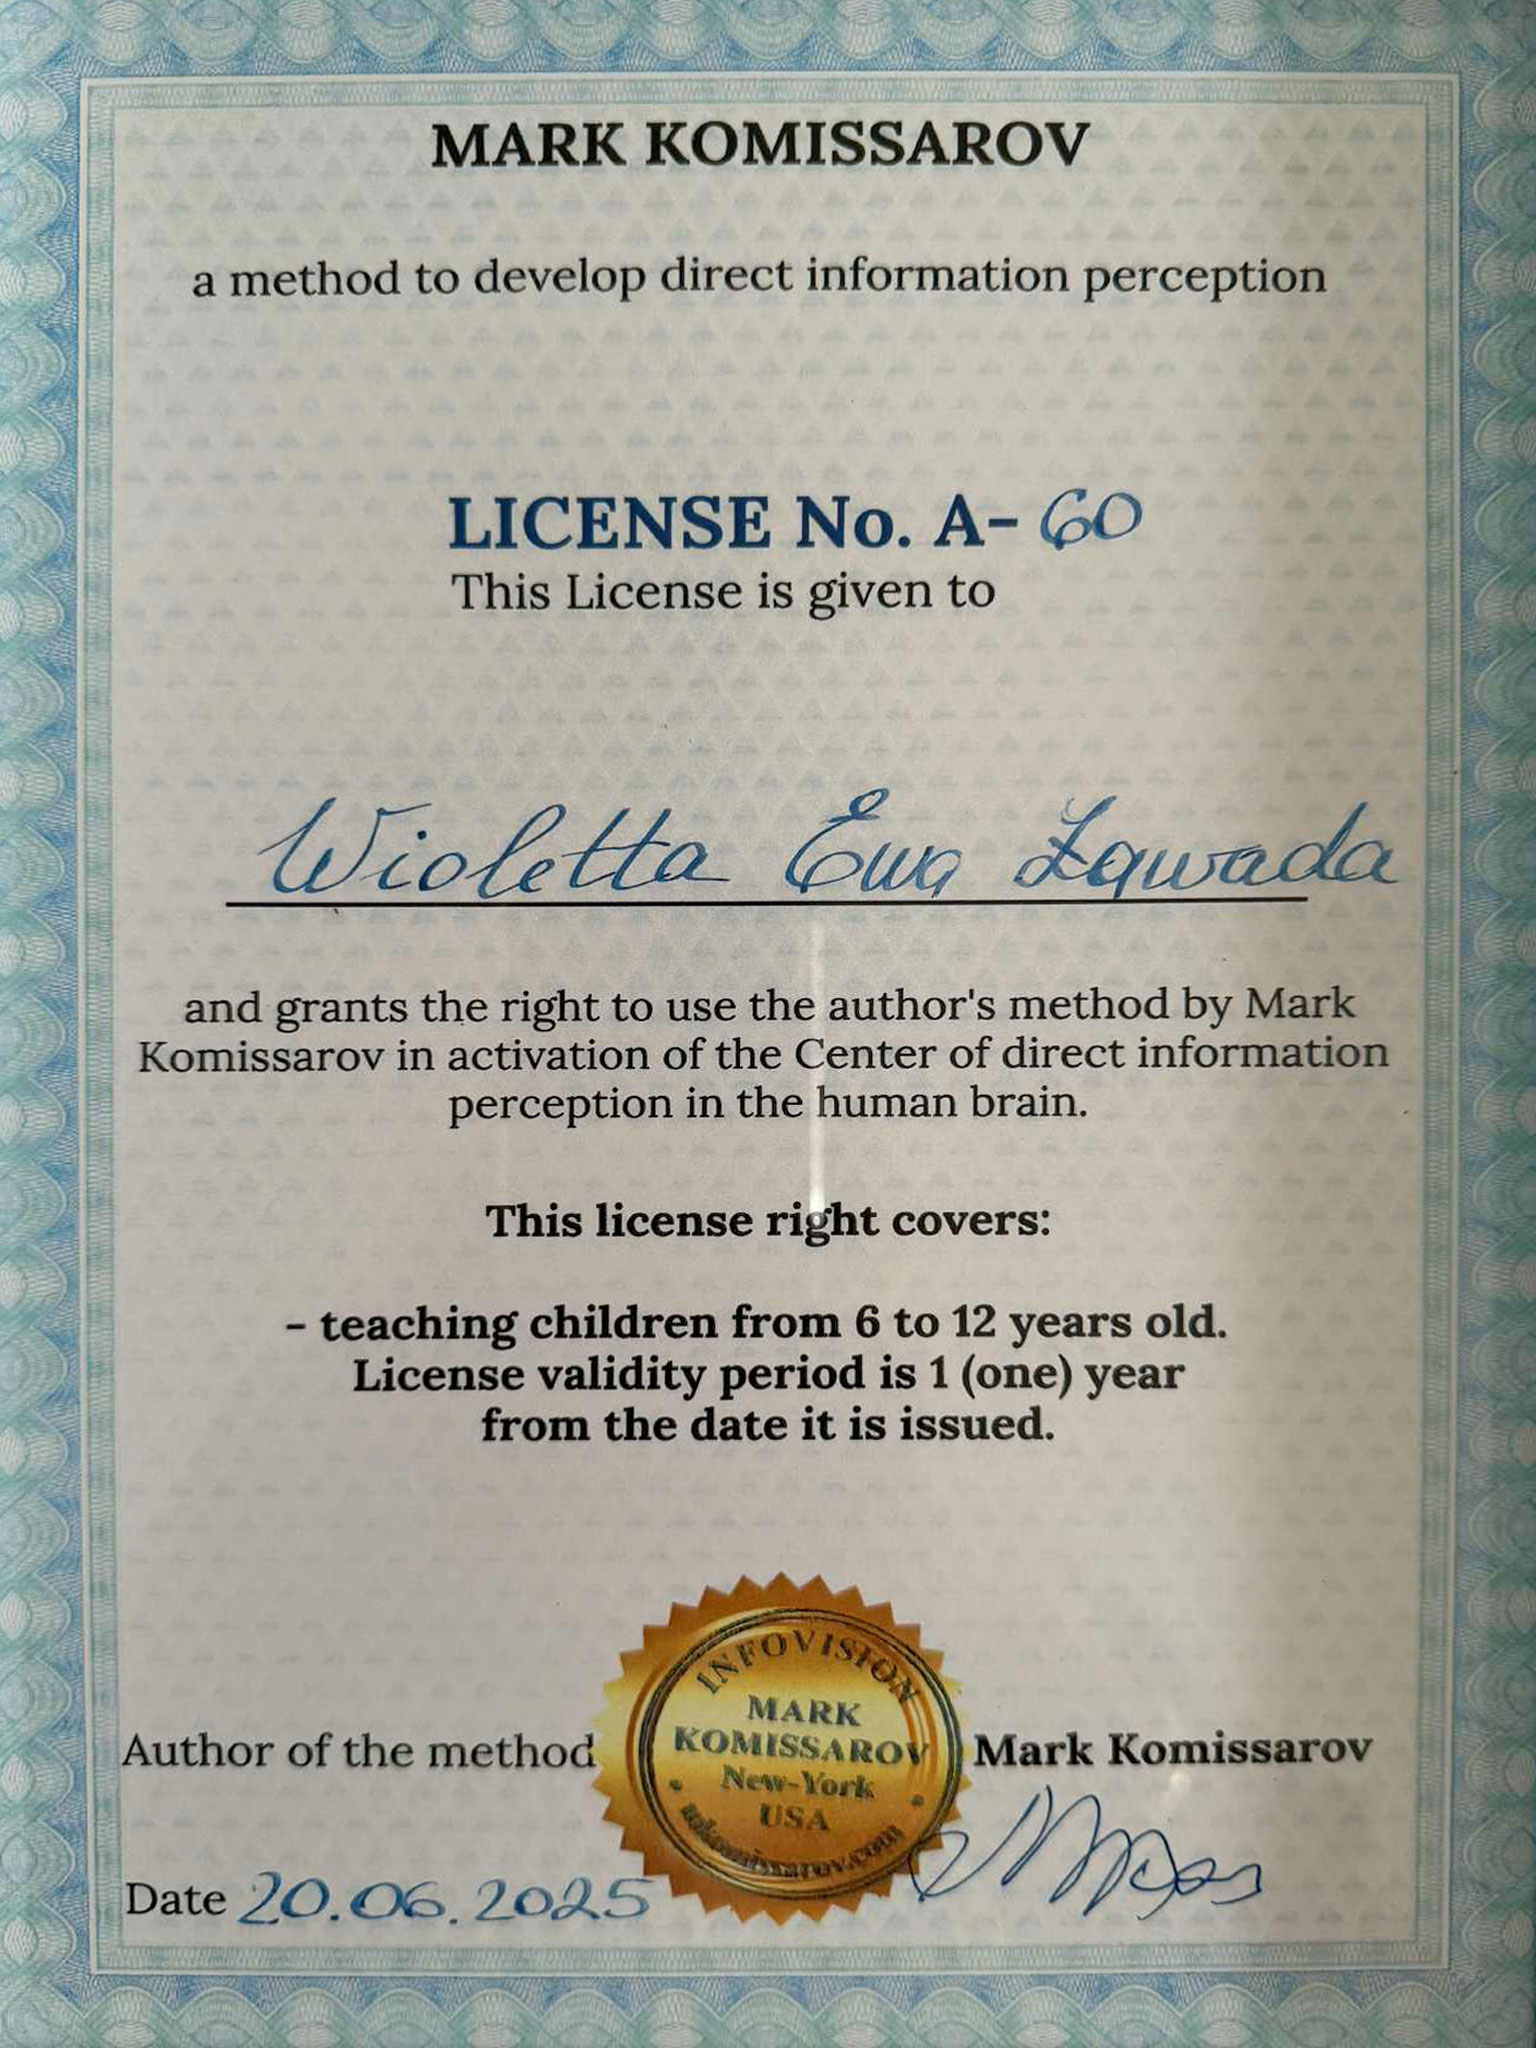 MARK KOMISSAROV
a method to develop direct information perception
LICENSE No. A- 60
This License is given to
Wioletta Ewa Zawada
and grants the right to use the author's method by Mark
Komissarov in activation of the Center of direct information
perception in the human brain.
This license right covers:
- teaching children from 6 to 12 years old.
License validity period is 1 (one) year
from the date it is issued.
INFOVISION
MARK
KOMISSAROV
New-York
USA
mkomissarov.com
Author of the method
Mark Komissarov
Date 20.06.2025